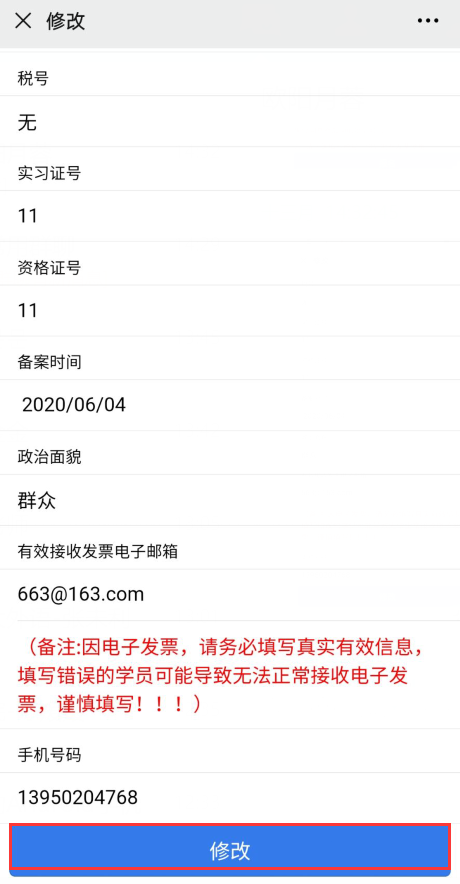 修改
税号
无
实习证号
11
资格证号
11
备案时间
2020/06/04
政治面貌
群众
有效接收发票电子邮箱
663@163.com
（备注:因电子发票，请务必填写真实有效信息，
填写错误的学员可能导致无法正常接收电子发
票，谨慎填写！！！）
手机号码
13950204768
修改